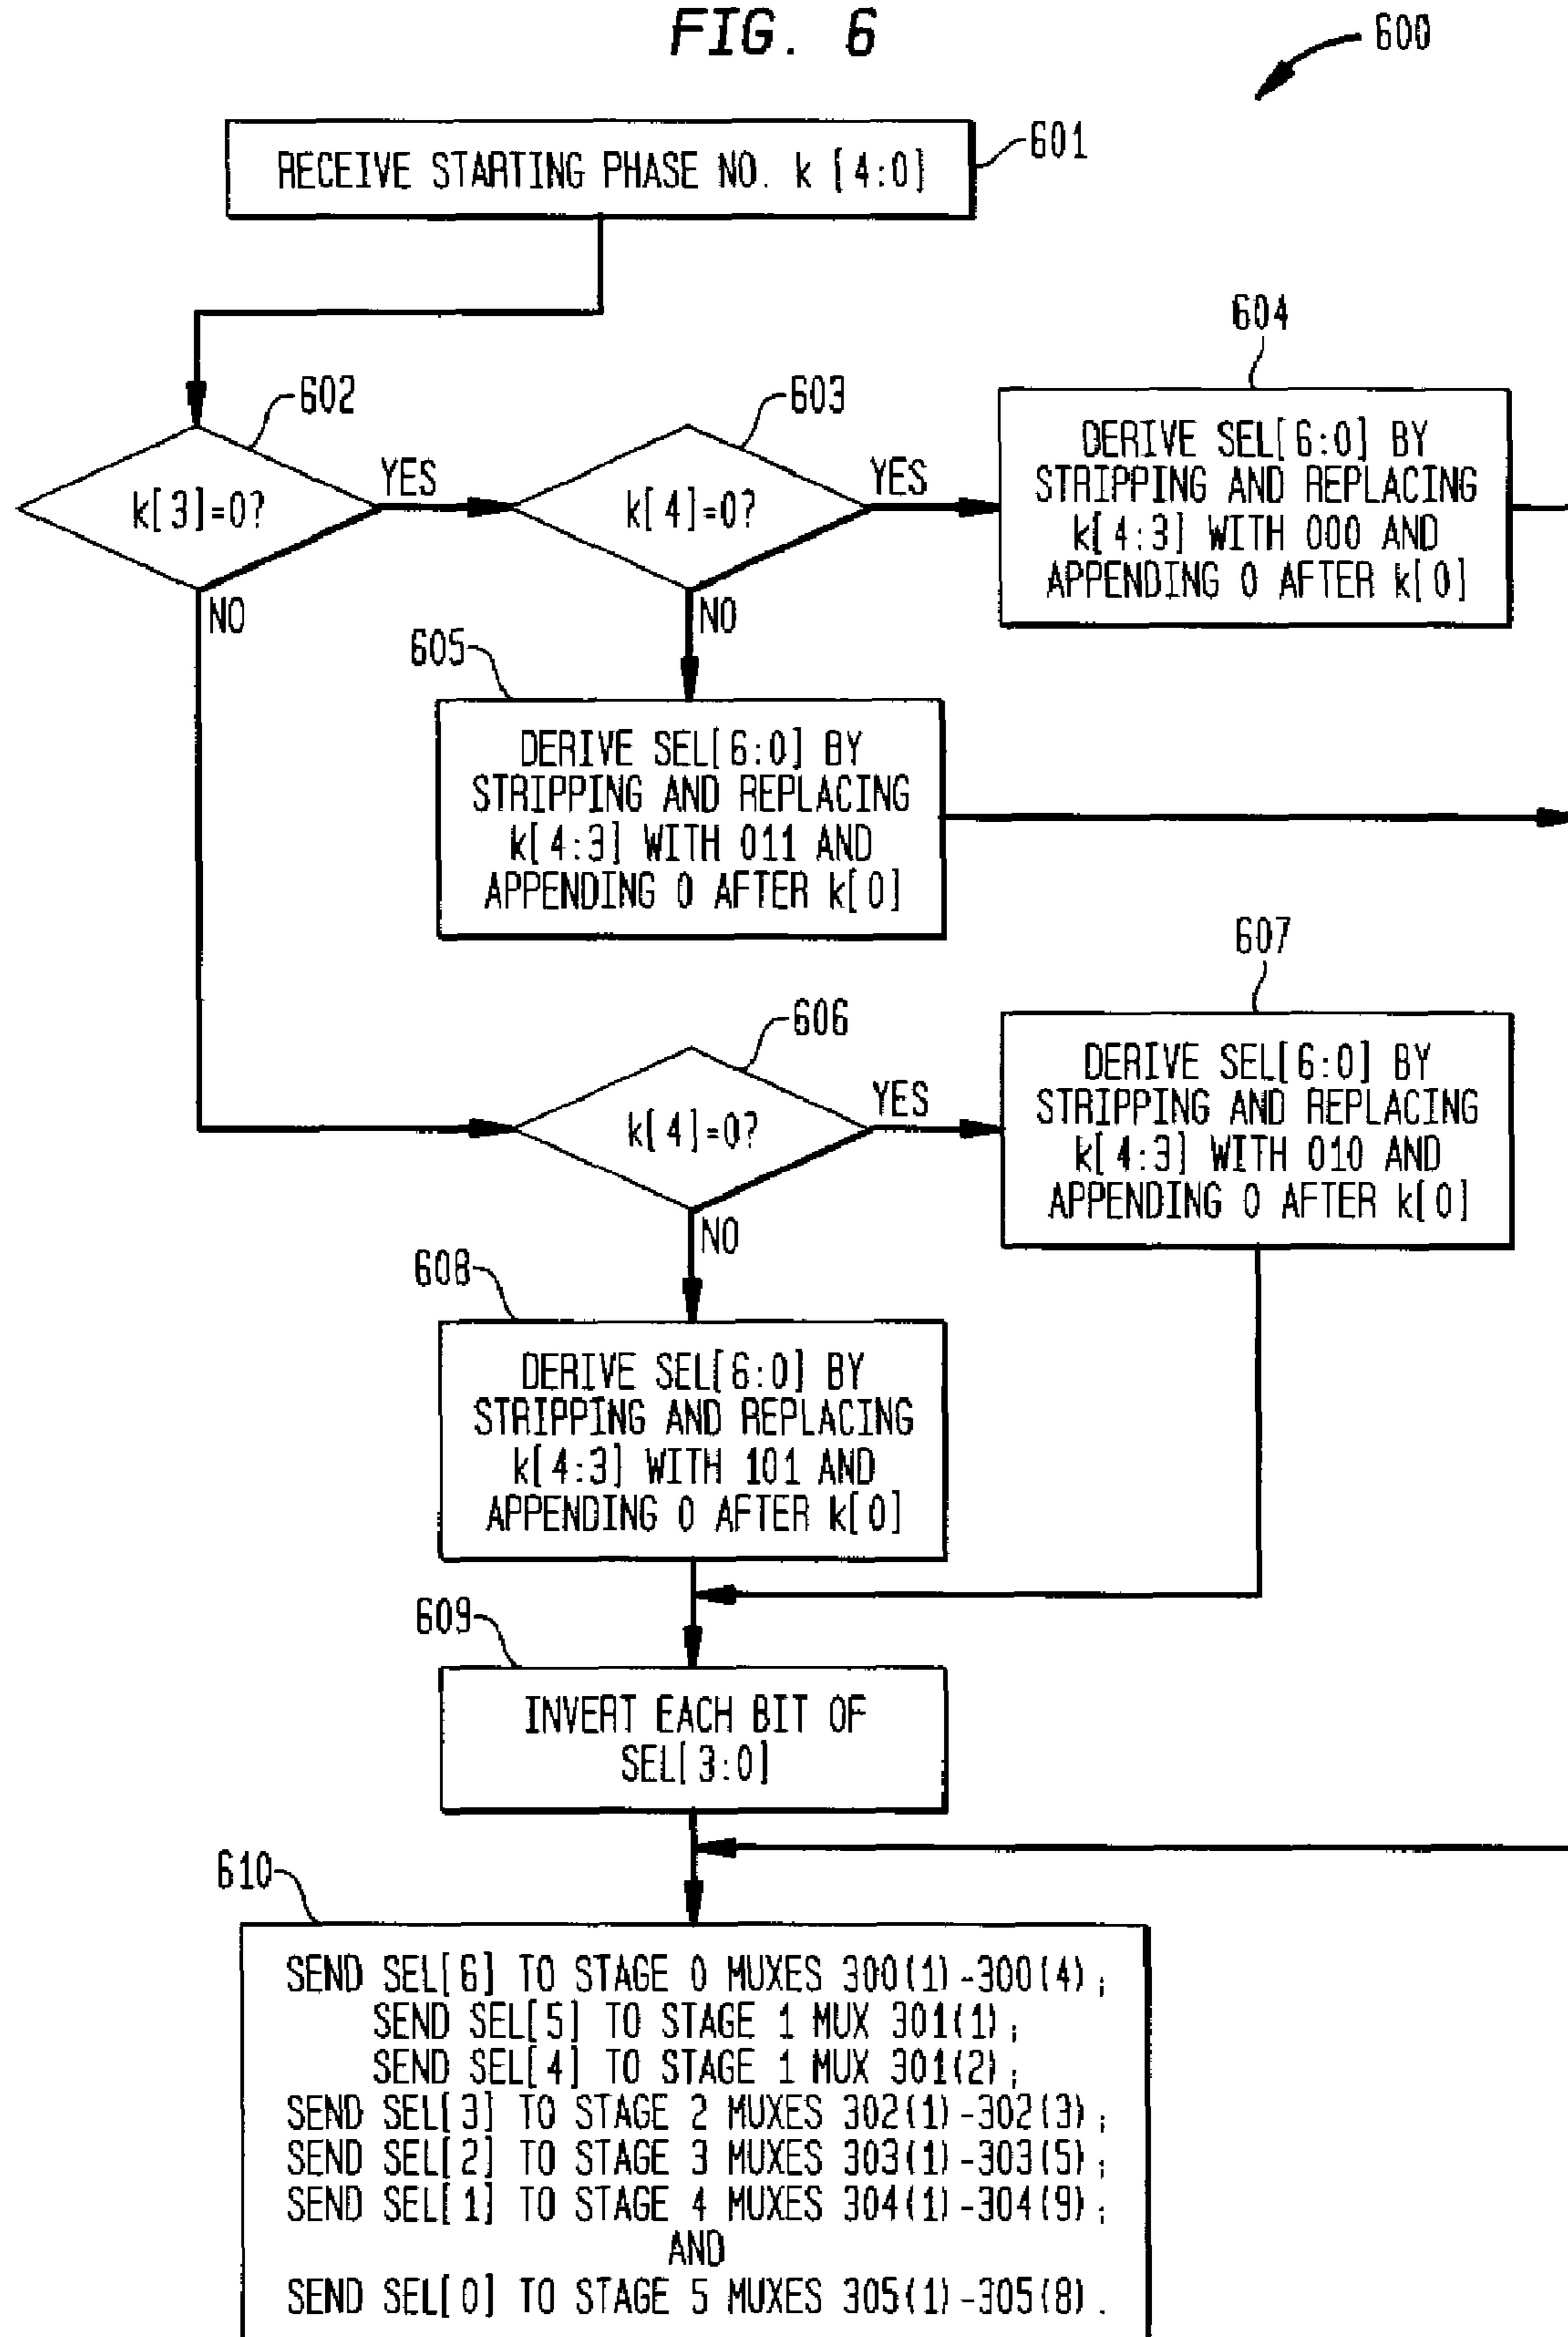 FIG. 6
600
RECEIVE STARTING PHASE NO. k [4:0]
601
602
k[3]=0?
YES
NO
603
k[4]=0?
YES
NO
604
DERIVE SEL[6:0] BY
STRIPPING AND REPLACING
k[4:3] WITH 000 AND
APPENDING 0 AFTER k[0]
605
DERIVE SEL[6:0] BY
STRIPPING AND REPLACING
k[4:3] WITH 011 AND
APPENDING 0 AFTER k[0]
606
k[4]=0?
YES
NO
607
DERIVE SEL[6:0] BY
STRIPPING AND REPLACING
k[4:3] WITH 010 AND
APPENDING 0 AFTER k[0]
608
DERIVE SEL[6:0] BY
STRIPPING AND REPLACING
k[4:3] WITH 101 AND
APPENDING 0 AFTER k[0]
609
INVERT EACH BIT OF
SEL[3:0]
610
SEND SEL[6] TO STAGE 0 MUXES 300(1)-300(4);
SEND SEL[5] TO STAGE 1 MUX 301(1);
SEND SEL[4] TO STAGE 1 MUX 301(2);
SEND SEL[3] TO STAGE 2 MUXES 302(1)-302(3);
SEND SEL[2] TO STAGE 3 MUXES 303(1)-303(5);
SEND SEL[1] TO STAGE 4 MUXES 304(1)-304(9);
AND
SEND SEL[0] TO STAGE 5 MUXES 305(1)-305(8).